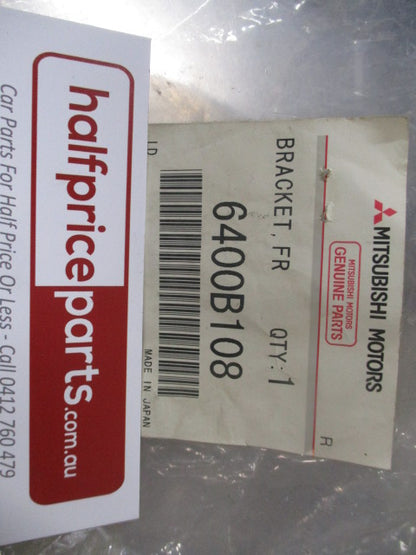 MITSUBISHI MOTORS
MITSUBISHI MOTORS
GENUINE PARTS
R
BRACKET, FR QTY:1
6400B108
MADE IN JAPAN
halfpriceparts.com.au
Car Parts For Half Price Or Less - Call 0412 760 479